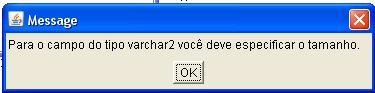 Message
Para o campo do tipo varchar2 você deve especificar o tamanho.
OK